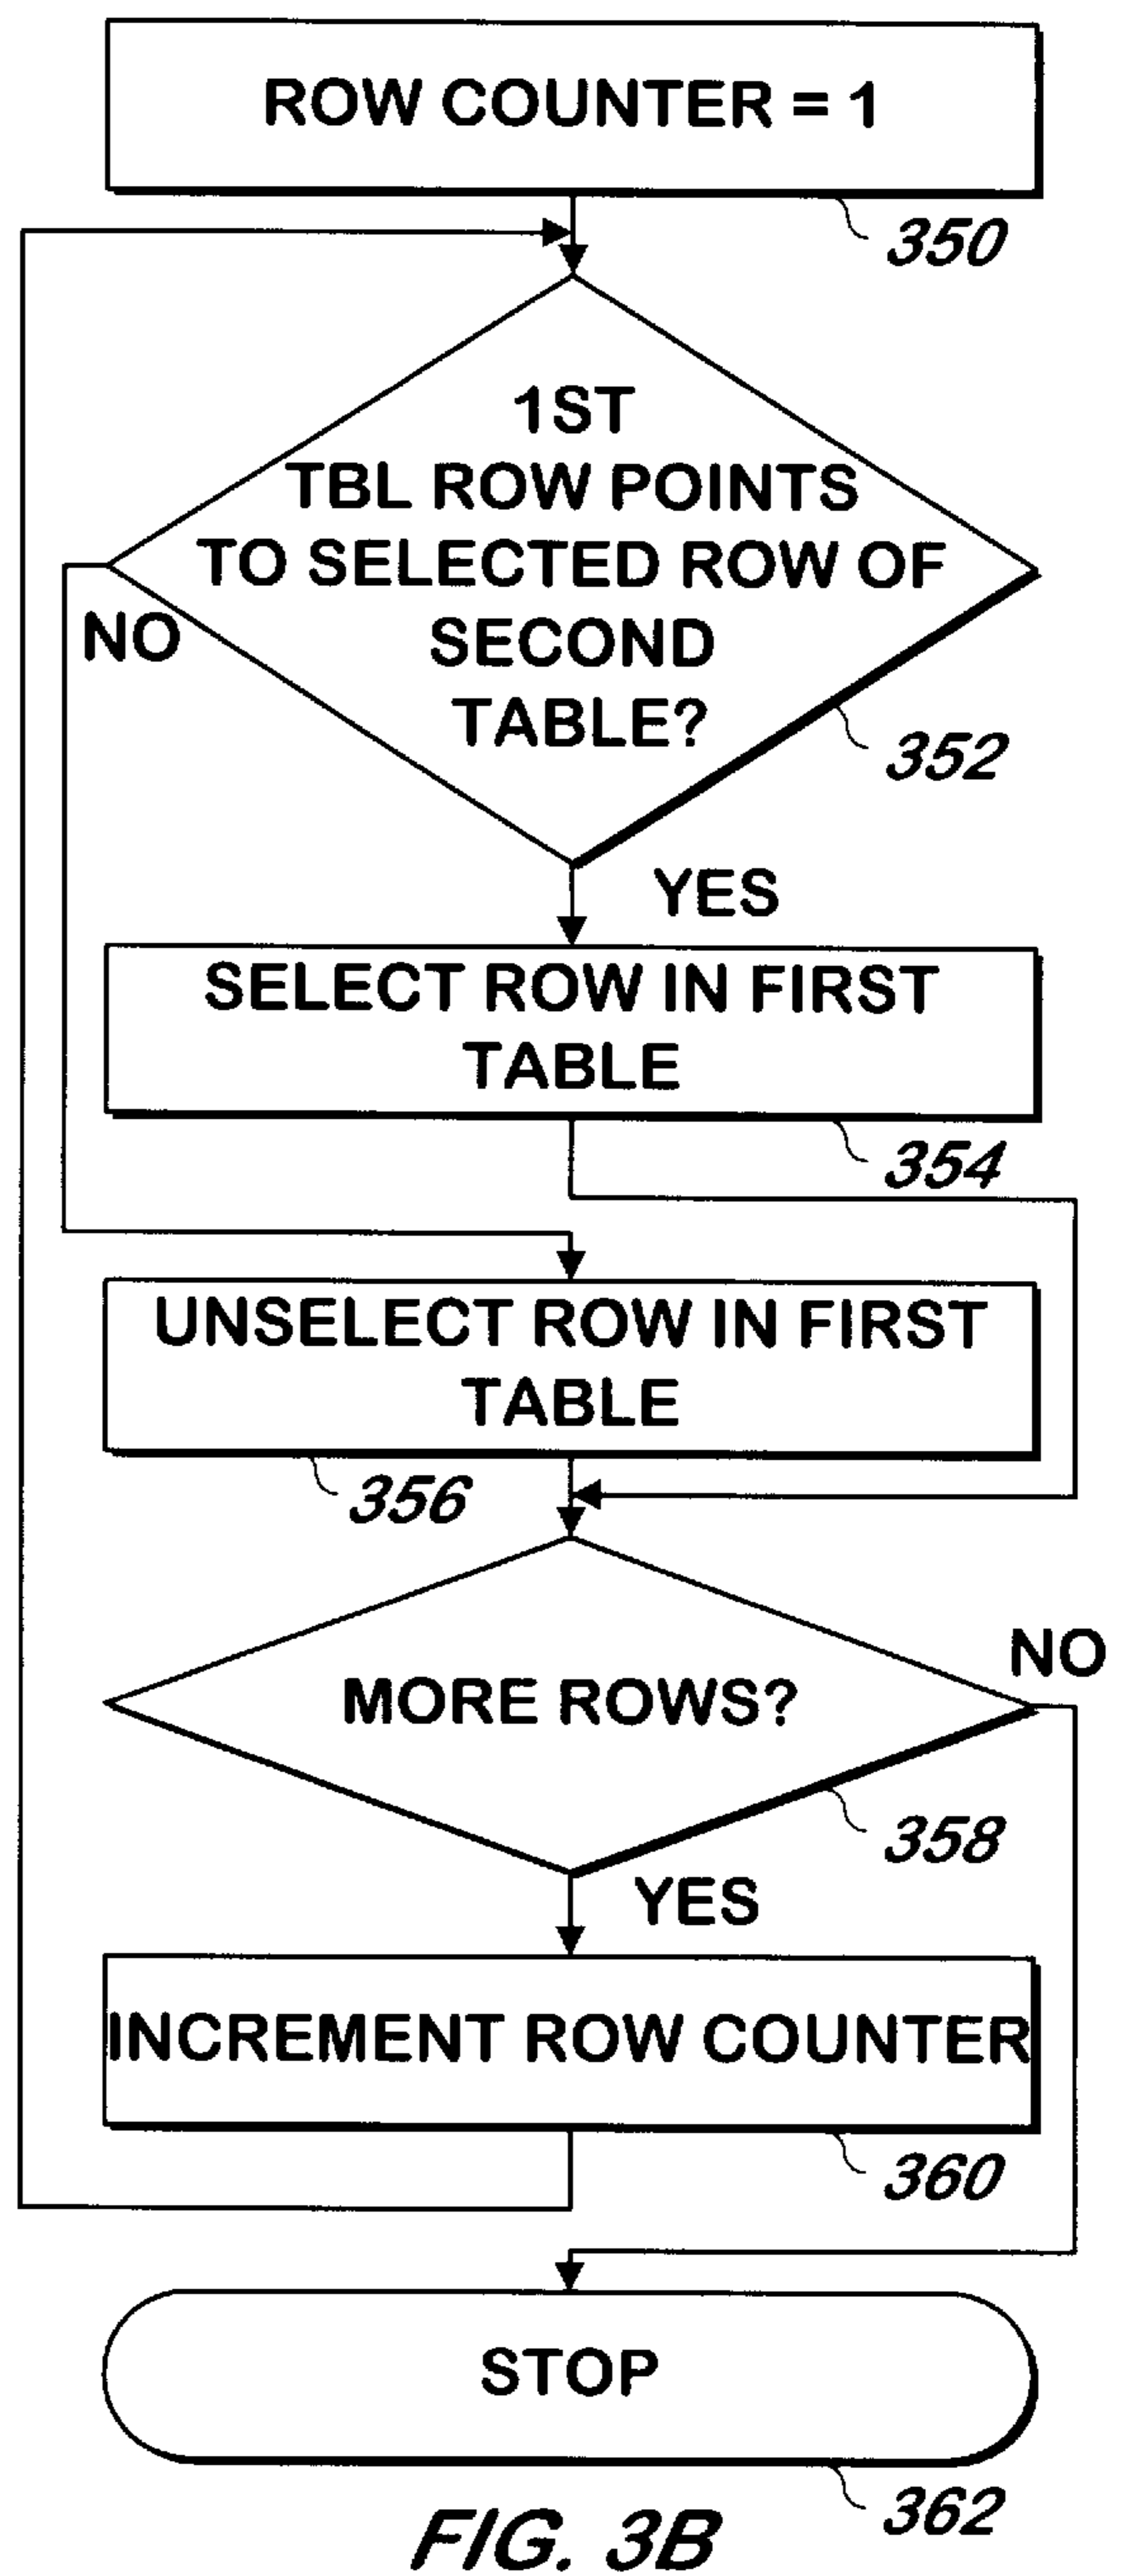 ROW COUNTER = 1
350
1ST
TBL ROW POINTS
TO SELECTED ROW OF
SECOND
TABLE?
NO
352
YES
SELECT ROW IN FIRST
TABLE
354
UNSELECT ROW IN FIRST
TABLE
356
MORE ROWS?
NO
358
YES
INCREMENT ROW COUNTER
360
STOP
362
FIG. 3B